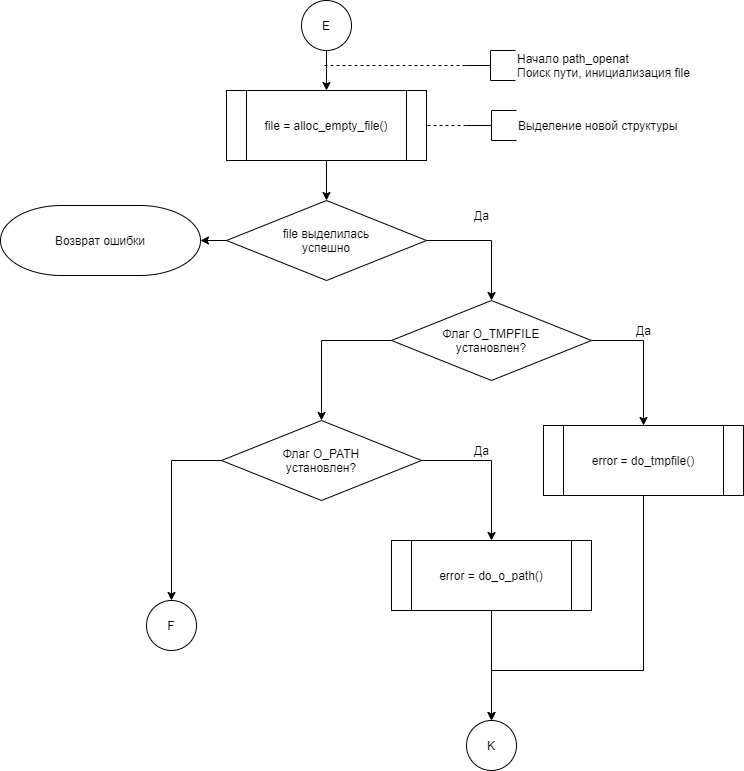 E
Начало path_openat
Поиск пути, инициализация file
file = alloc_empty_file()
Выделение новой структуры
Да
file выделилась
успешно
Возврат ошибки
Флаг O_TMPFILE
установлен?
Да
Флаг O_PATH
установлен?
Да
error = do_tmpfile()
error = do_o_path()
F
K